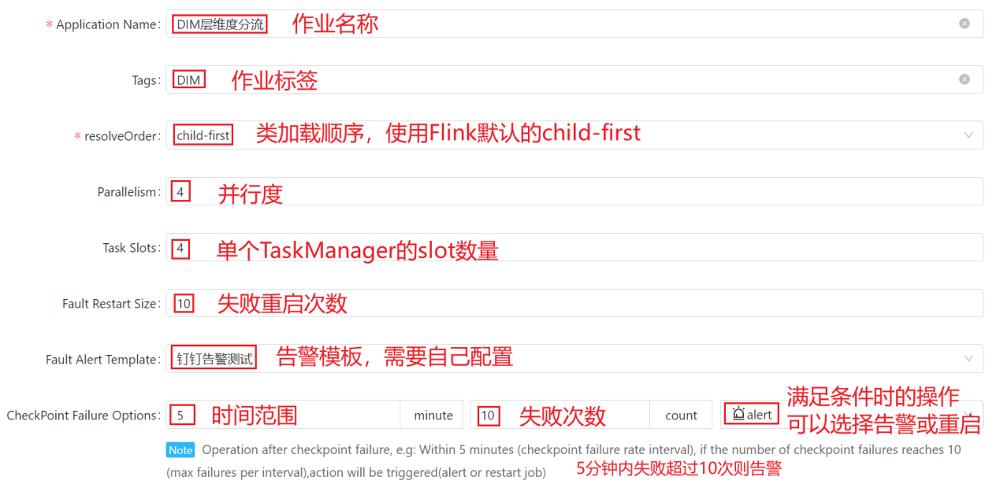 * Application Name: DIM层维度分流 作业名称
Tags: DIM 作业标签
* resolveOrder: child-first 类加载顺序，使用Flink默认的child-first
Parallelism: 4 并行度
Task Slots: 4 单个TaskManager的slot数量
Fault Restart Size: 10 失败重启次数
Fault Alert Template: 钉钉告警测试 告警模板，需要自己配置
CheckPoint Failure Options: 5 时间范围 minute 10 失败次数 count alert 满足条件时的操作
可以选择告警或重启
Note Operation after checkpoint failure, e.g: Within 5 minutes (checkpoint failure rate interval), if the number of checkpoint failures reaches 10
(max failures per interval),action will be triggered(alert or restart job) 5分钟内失败超过10次则告警